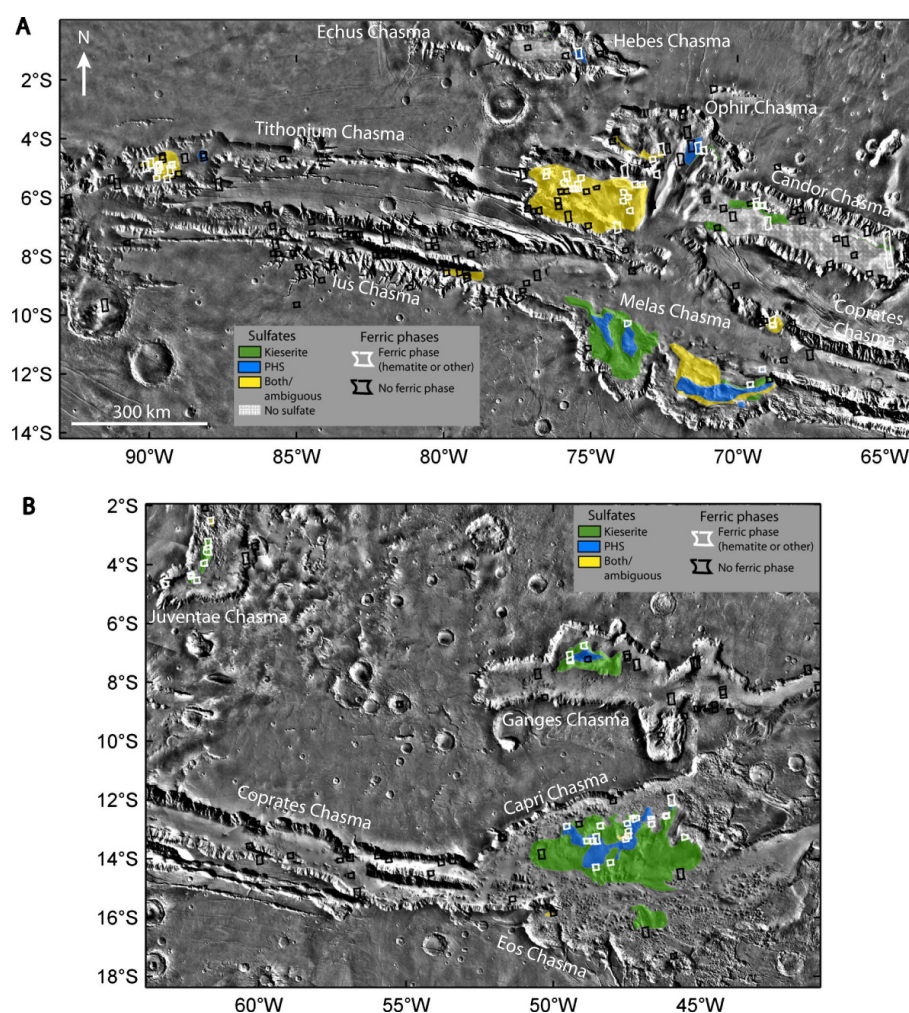 A
N
Echus Chasma
Hebes Chasma
2°S
Ophir Chasma
4°S
Tithonium Chasma
Candor Chasma
6°S
8°S
Ius Chasma
Melas Chasma
Coprates
Chasma
10°S
Sulfates
Kieserite
PHS
Both/
ambiguous
No sulfate
Ferric phases
Ferric phase
(hematite or other)
No ferric phase
12°S
300 km
14°S
90°W
85°W
80°W
75°W
70°W
65°W
B
2°S
Sulfates
Kieserite
PHS
Both/
ambiguous
Ferric phases
Ferric phase
(hematite or other)
No ferric phase
4°S
Juventae Chasma
6°S
8°S
Ganges Chasma
10°S
Capri Chasma
12°S
Coprates Chasma
14°S
16°S
Eos Chasma
18°S
60°W
55°W
50°W
45°W